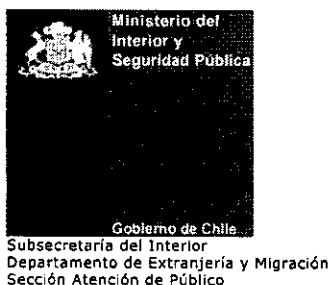 Ministerio del
Interior y
Seguridad Pública
Gobierno de Chile
Subsecretaría del Interior
Departamento de Extranjería y Migración
Sección Atención de Público